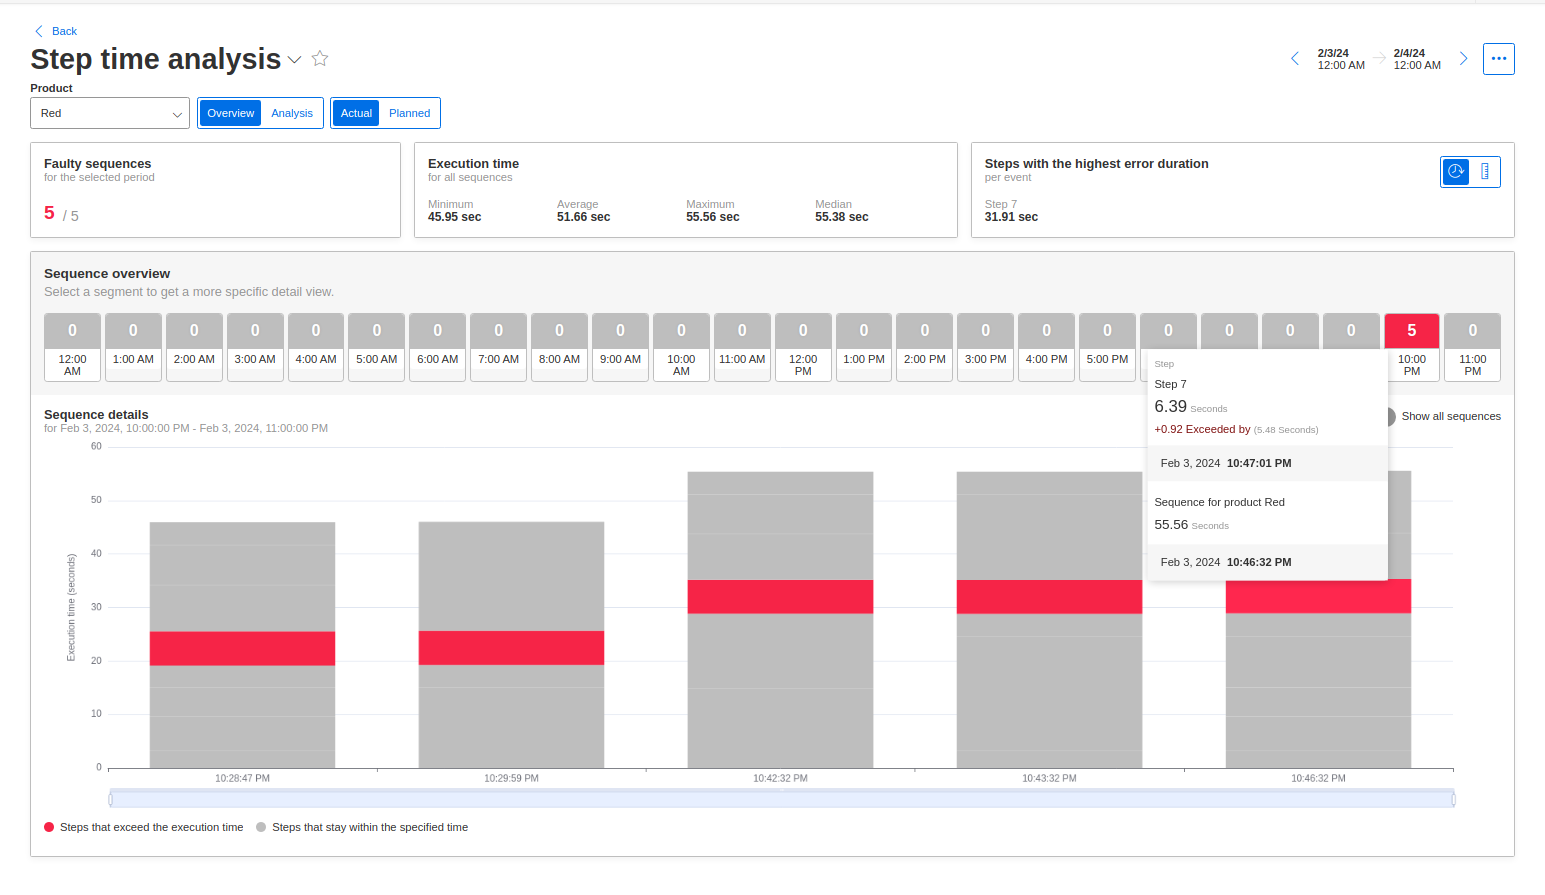 Back
Step time analysis
2/3/24
12:00 AM
2/4/24
12:00 AM
Product
Red
Overview
Analysis
Actual
Planned
Faulty sequences
for the selected period
5 / 5
Execution time
for all sequences
Minimum
45.95 sec
Average
51.66 sec
Maximum
55.56 sec
Median
55.38 sec
Steps with the highest error duration
per event
Step 7
31.91 sec
Sequence overview
Select a segment to get a more specific detail view.
0 0 0 0 0 0 0 0 0 0 0 0 0 0 0 0 0 0 0 0 0 0 5 0
12:00 AM
1:00 AM
2:00 AM
3:00 AM
4:00 AM
5:00 AM
6:00 AM
7:00 AM
8:00 AM
9:00 AM
10:00 AM
11:00 AM
12:00 PM
1:00 PM
2:00 PM
3:00 PM
4:00 PM
5:00 PM
10:00 PM
11:00 PM
Step
Step 7
6.39 Seconds
+0.92 Exceeded by (5.48 Seconds)
Feb 3, 2024 10:47:01 PM
Sequence for product Red
55.56 Seconds
Feb 3, 2024 10:46:32 PM
Sequence details
for Feb 3, 2024, 10:00:00 PM - Feb 3, 2024, 11:00:00 PM
Show all sequences
Execution time (seconds)
60
50
40
30
20
10
0
10:28:47 PM
10:29:59 PM
10:42:32 PM
10:43:32 PM
10:46:32 PM
Steps that exceed the execution time
Steps that stay within the specified time